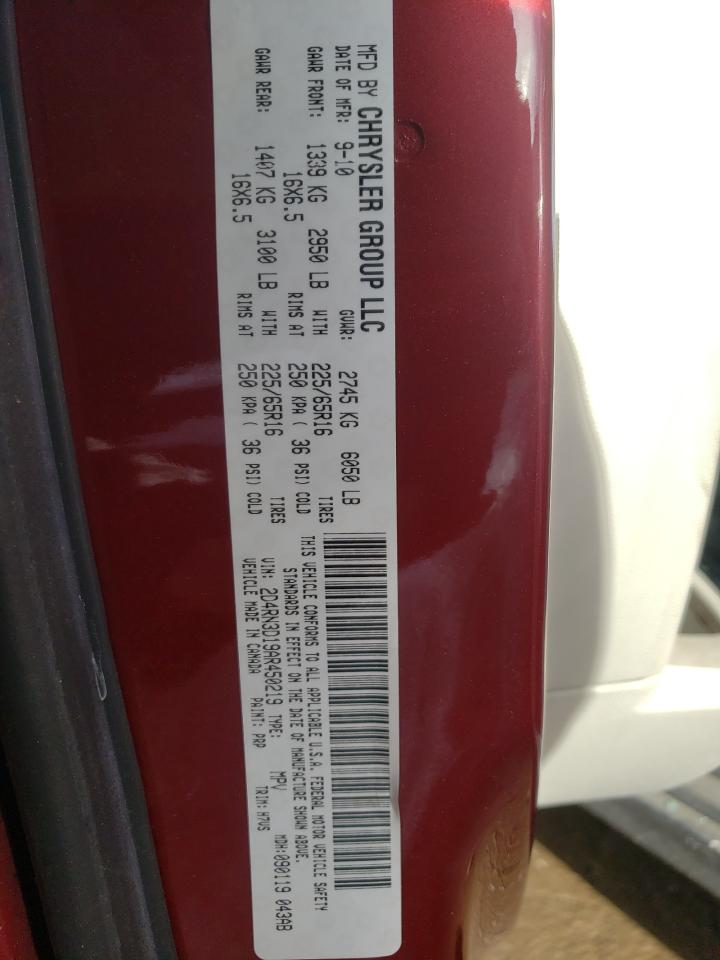 MFD BY CHRYSLER GROUP LLC
DATE OF MFR: 9-10 GVWR: 2745 KG 6050 LB
GAWR FRONT: 1339 KG 2950 LB WITH 225/65R16 TIRES
16X6.5 RIMS AT 250 KPA ( 36 PSI) COLD
GAWR REAR: 1407 KG 3100 LB WITH 225/65R16 TIRES
16X6.5 RIMS AT 250 KPA ( 36 PSI) COLD
THIS VEHICLE CONFORMS TO ALL APPLICABLE U.S.A. FEDERAL MOTOR VEHICLE SAFETY
STANDARDS IN EFFECT ON THE DATE OF MANUFACTURE SHOWN ABOVE.
VIN: 2D4RN3D19AR450219 TYPE: MPV MDH:090119 043AB
VEHICLE MADE IN CANADA PAINT: PRP TRIM: H7VS